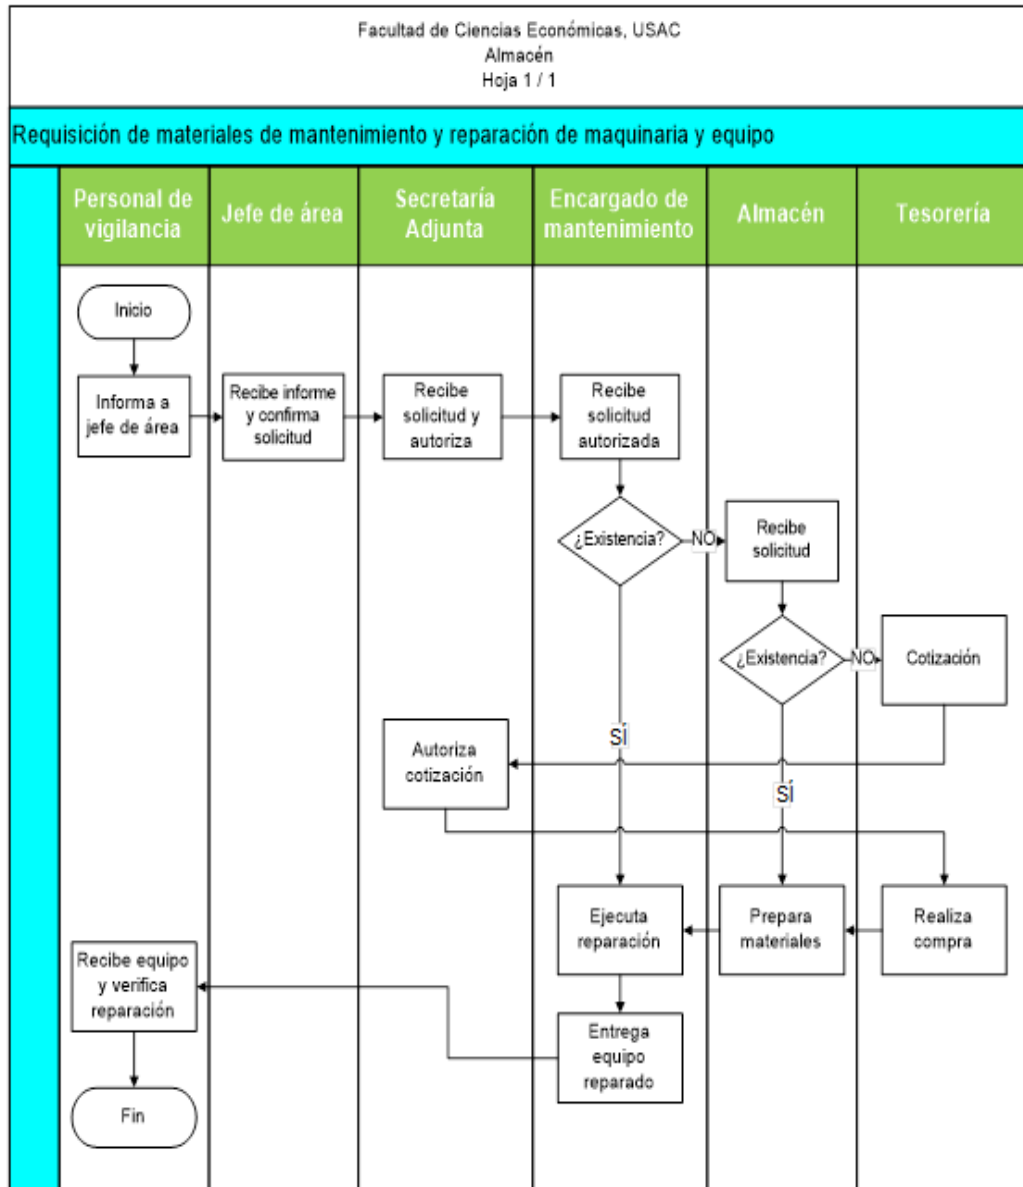 Facultad de Ciencias Económicas, USAC
Almacén
Hoja 1 / 1
Requisición de materiales de mantenimiento y reparación de maquinaria y equipo
Personal de
vigilancia
Jefe de área
Secretaría
Adjunta
Encargado de
mantenimiento
Almacén
Tesorería
Inicio
Informa a
jefe de área
Recibe informe
y confirma
solicitud
Recibe
solicitud y
autoriza
Recibe
solicitud
autorizada
¿Existencia?
NO
Recibe
solicitud
¿Existencia?
NO
Cotización
SÍ
Autoriza
cotización
SÍ
Ejecuta
reparación
Prepara
materiales
Realiza
compra
Recibe equipo
y verifica
reparación
Entrega
equipo
reparado
Fin